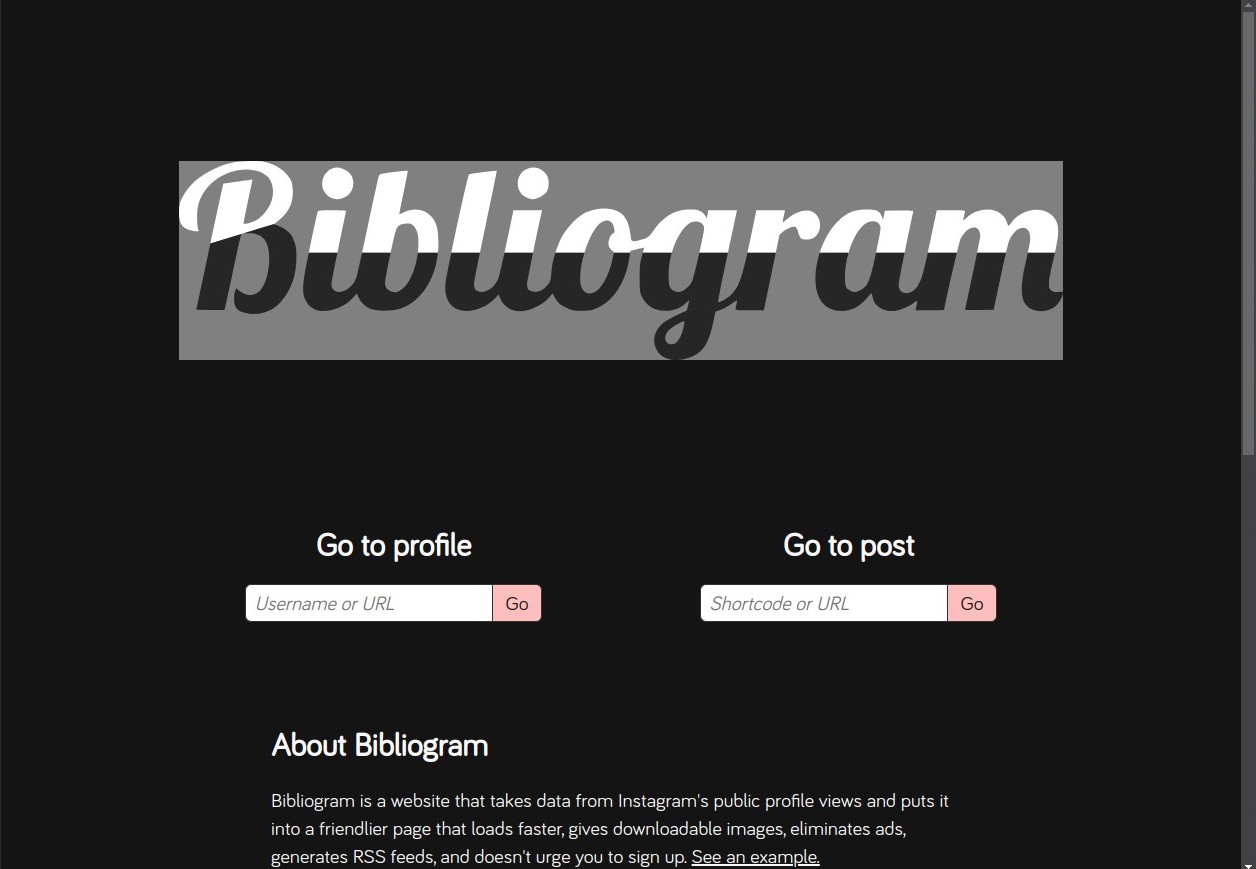 Bibliogram
Go to profile
Go to post
Username or URL
Go
Shortcode or URL
Go
About Bibliogram
Bibliogram is a website that takes data from Instagram's public profile views and puts it
into a friendlier page that loads faster, gives downloadable images, eliminates ads,
generates RSS feeds, and doesn't urge you to sign up. See an example.